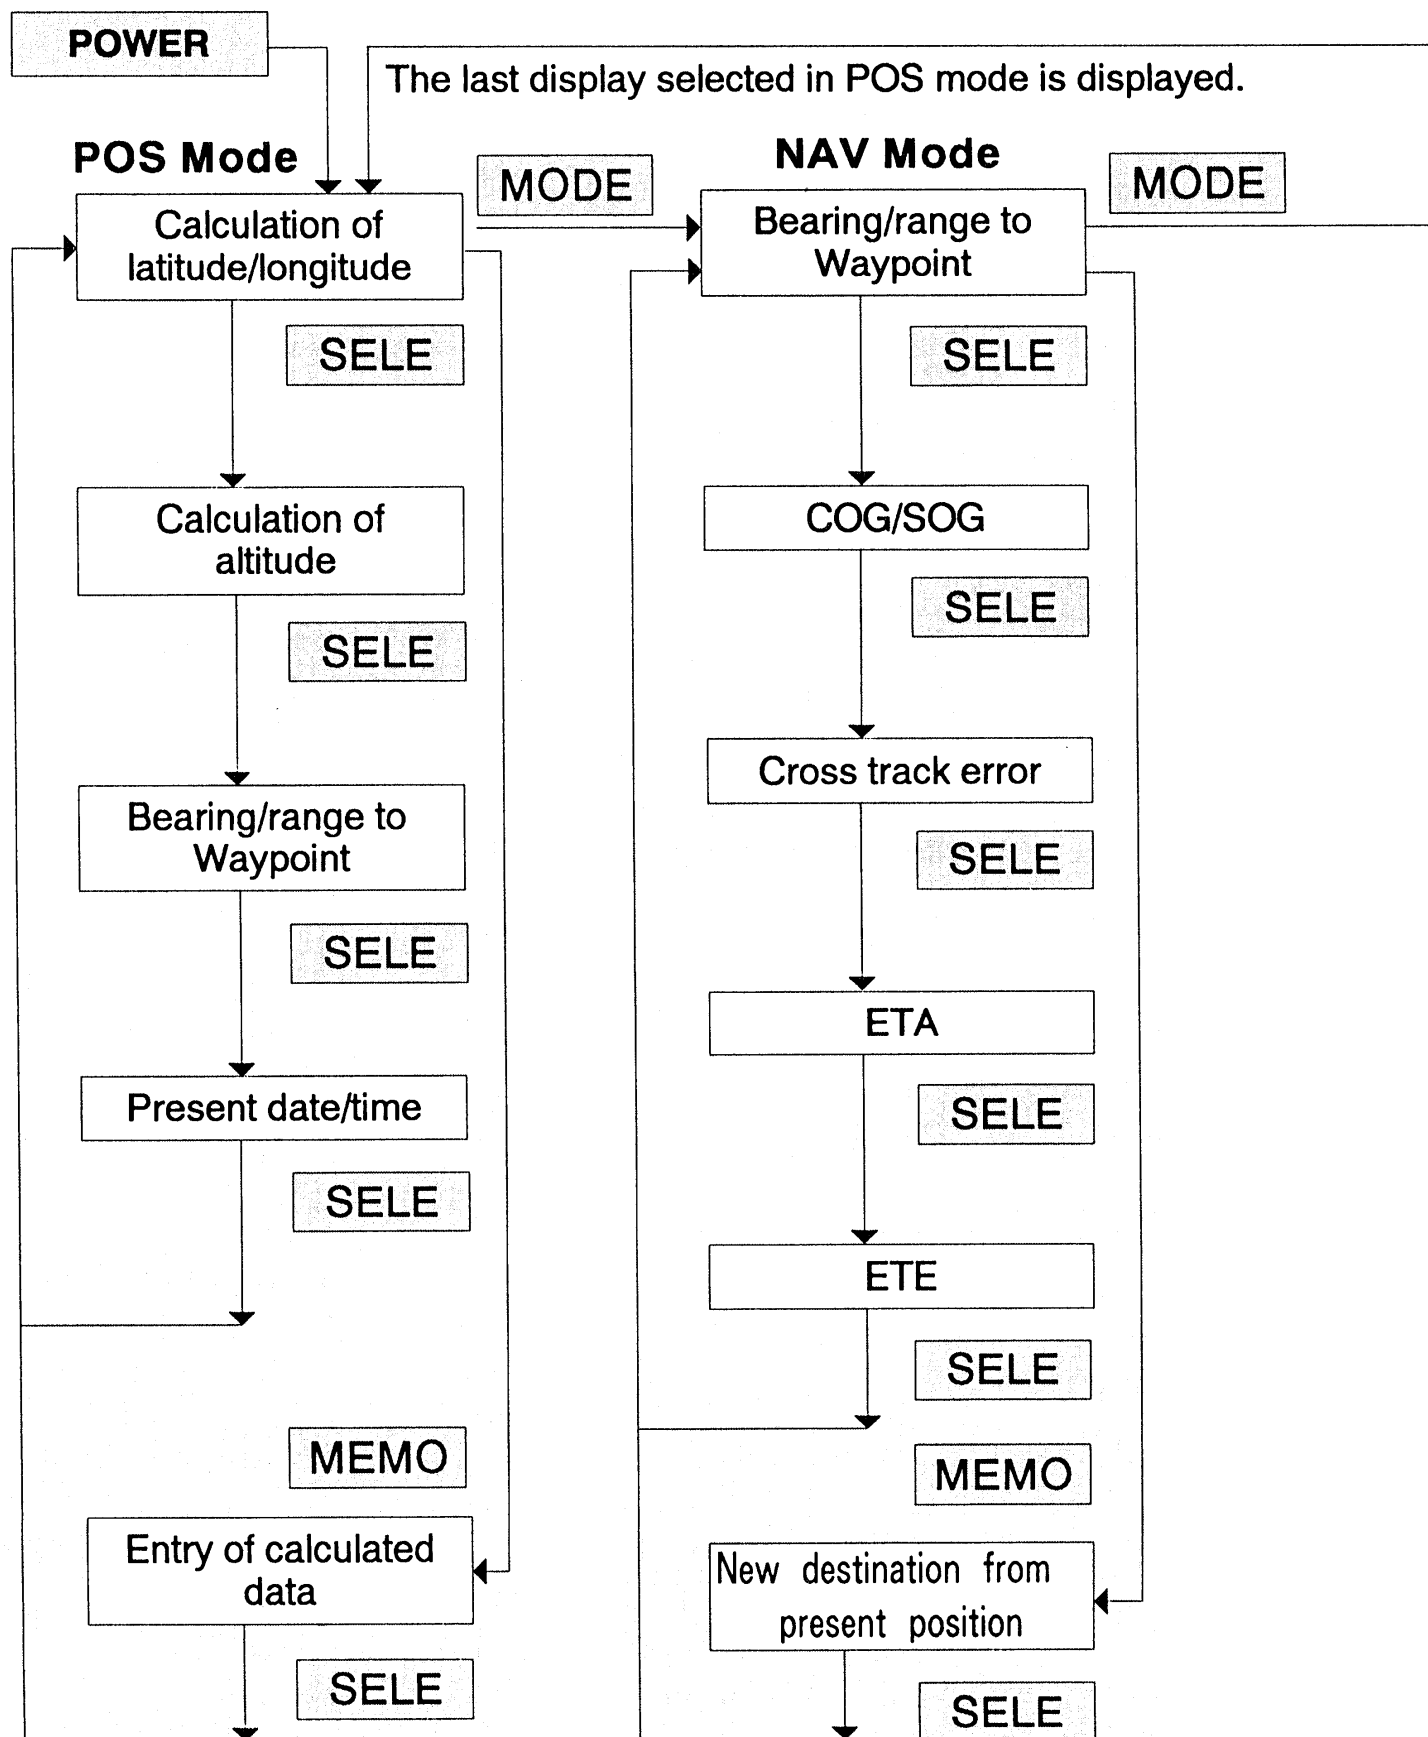 POWER
The last display selected in POS mode is displayed.
POS Mode
MODE
NAV Mode
MODE
Calculation of
latitude/longitude
SELE
Calculation of
altitude
SELE
Bearing/range to
Waypoint
SELE
Present date/time
SELE
MEMO
Entry of calculated
data
SELE
Bearing/range to
Waypoint
SELE
COG/SOG
SELE
Cross track error
SELE
ETA
SELE
ETE
SELE
MEMO
New destination from
present position
SELE